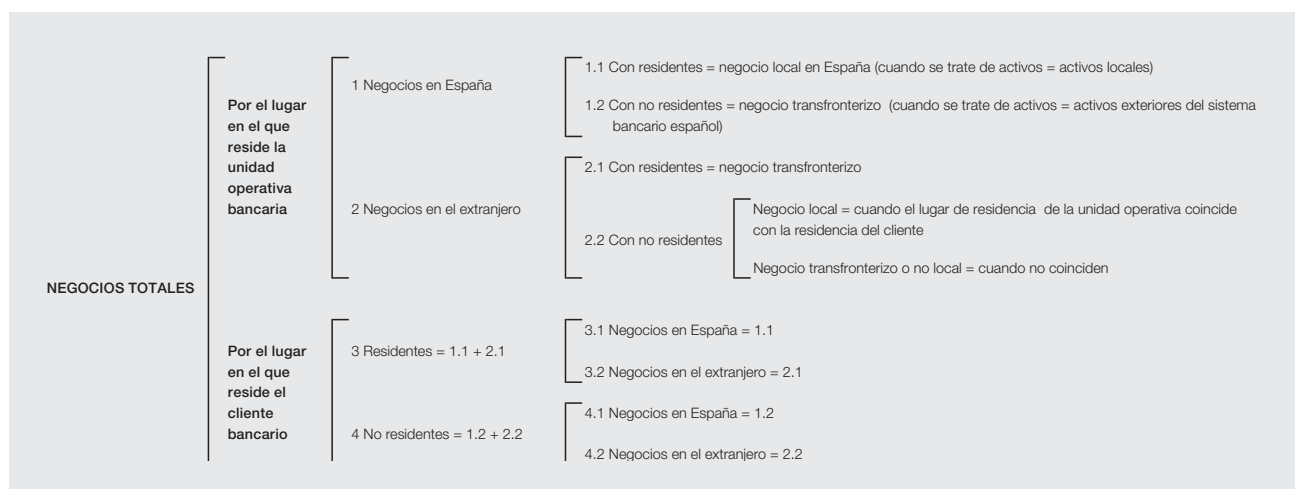 NEGOCIOS TOTALES
Por el lugar
en el que
reside la
unidad
operativa
bancaria
1 Negocios en España
1.1 Con residentes = negocio local en España (cuando se trate de activos = activos locales)
1.2 Con no residentes = negocio transfronterizo (cuando se trate de activos = activos exteriores del sistema
bancario español)
2 Negocios en el extranjero
2.1 Con residentes = negocio transfronterizo
2.2 Con no residentes
Negocio local = cuando el lugar de residencia de la unidad operativa coincide
con la residencia del cliente
Negocio transfronterizo o no local = cuando no coinciden
Por el lugar
en el que
reside el
cliente
bancario
3 Residentes = 1.1 + 2.1
3.1 Negocios en España = 1.1
3.2 Negocios en el extranjero = 2.1
4 No residentes = 1.2 + 2.2
4.1 Negocios en España = 1.2
4.2 Negocios en el extranjero = 2.2